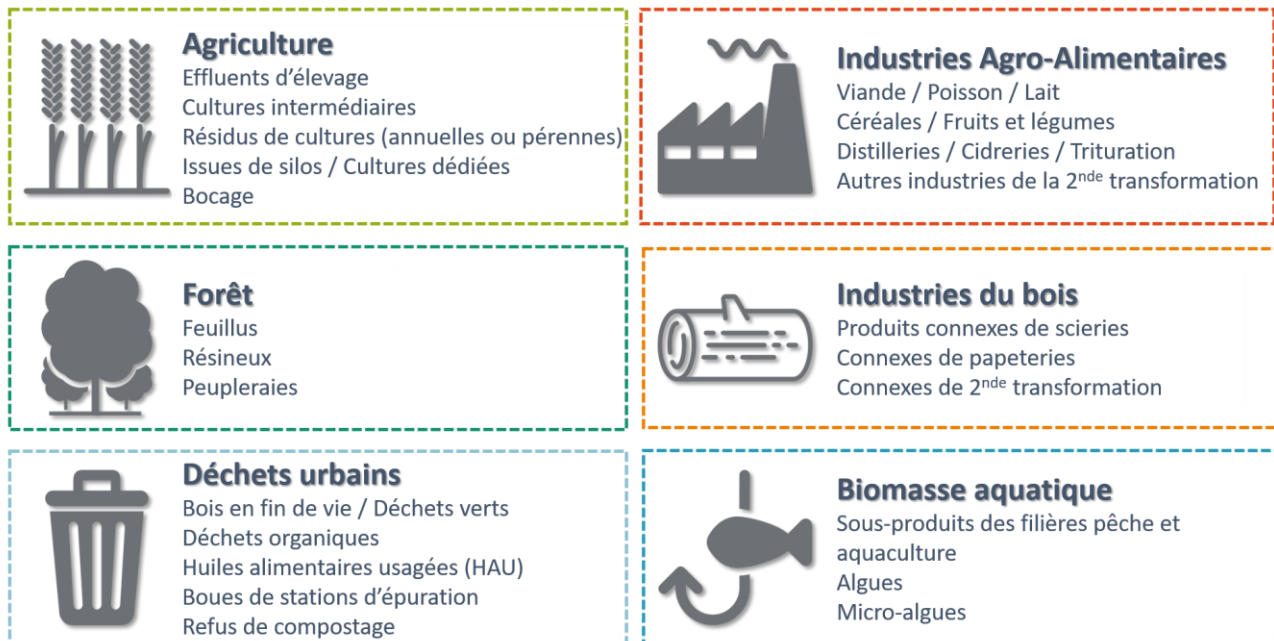 Agriculture
Effluents d'élevage
Cultures intermédiaires
Résidus de cultures (annuelles ou pérennes)
Issues de silos / Cultures dédiées
Bocage
Industries Agro-Alimentaires
Viande / Poisson / Lait
Céréales / Fruits et légumes
Distilleries / Cidreries / Trituration
Autres industries de la 2nde transformation
Forêt
Feuillus
Résineux
Peupleraies
Industries du bois
Produits connexes de scieries
Connexes de papeteries
Connexes de 2nde transformation
Déchets urbains
Bois en fin de vie / Déchets verts
Déchets organiques
Huiles alimentaires usagées (HAU)
Boues de stations d'épuration
Refus de compostage
Biomasse aquatique
Sous-produits des filières pêche et
aquaculture
Algues
Micro-algues